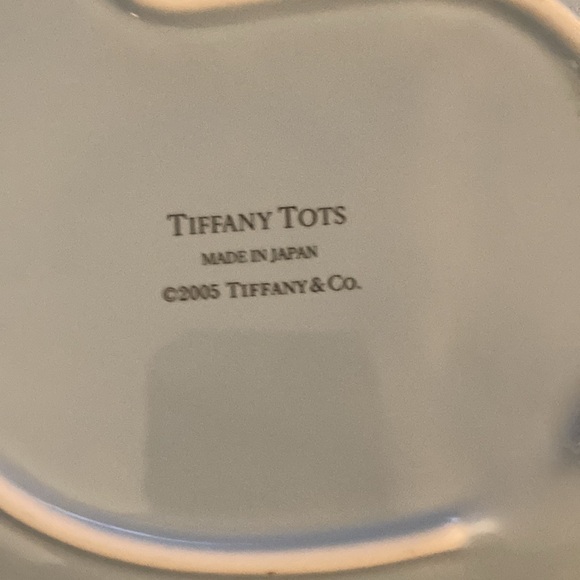 TIFFANY TOTS
MADE IN JAPAN
©2005 TIFFANY & CO.